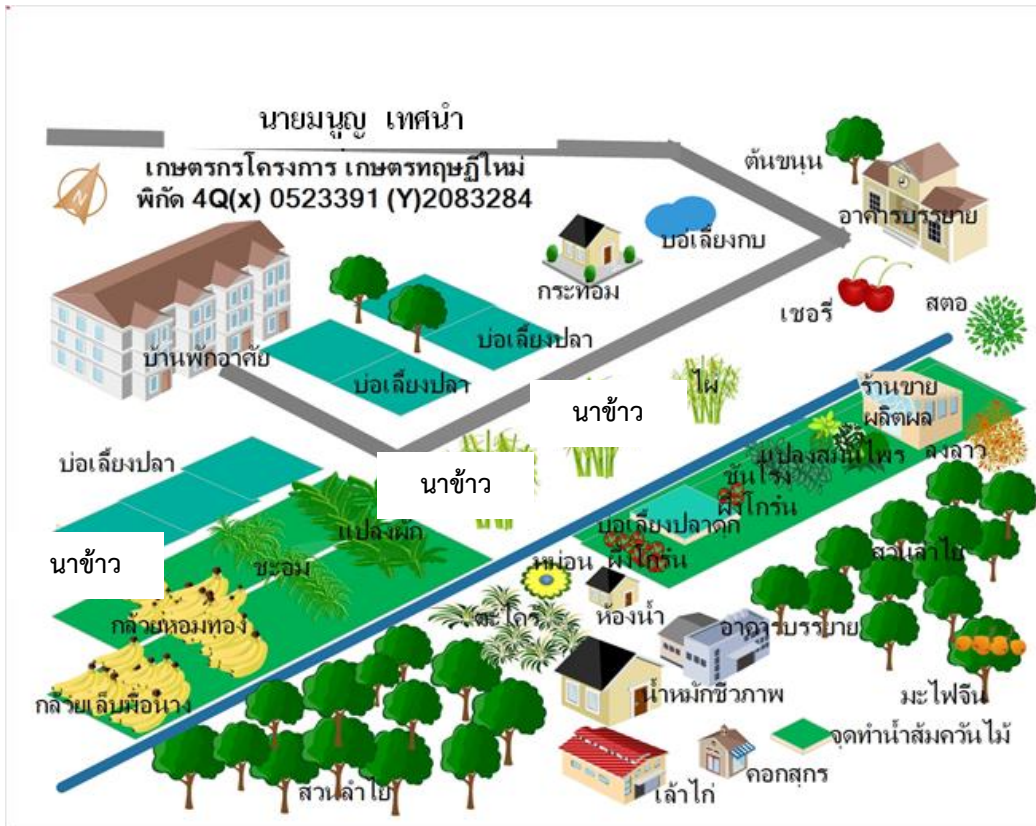 นายมนูญ เทศนำ
เกษตรกรโครงการ เกษตรทฤษฎีใหม่
พิกัด 4Q(x) 0523391 (Y)2083284
N
ต้นขนุน
อาคารบรรยาย
บ่อเลี้ยงกบ
กระท่อม
เชอรี่
สตอ
บ่อเลี้ยงปลา
บ้านพักอาศัย
บ่อเลี้ยงปลา
ไผ่
ร้านขาย
ผลิตผล
นาข้าว
แปลงสมุนไพร
ลงลาว
บ่อเลี้ยงปลา
นาข้าว
ชันโรง
ผึ้งโก๋น
แปลงผัก
บ่อเลี้ยงปลาดุก
สวนลำไย
นาข้าว
ชะอม
หม่อน
ผึ้งโก๋น
กล้วยหอมทอง
ตะไคร้
ห้องน้ำ
อาคารบรรยาย
กล้วยเล็บมือนาง
น้ำหมักชีวภาพ
มะไฟจีน
จุดทำน้ำส้มควันไม้
สวนลำไย
เล้าไก่
คอกสุกร